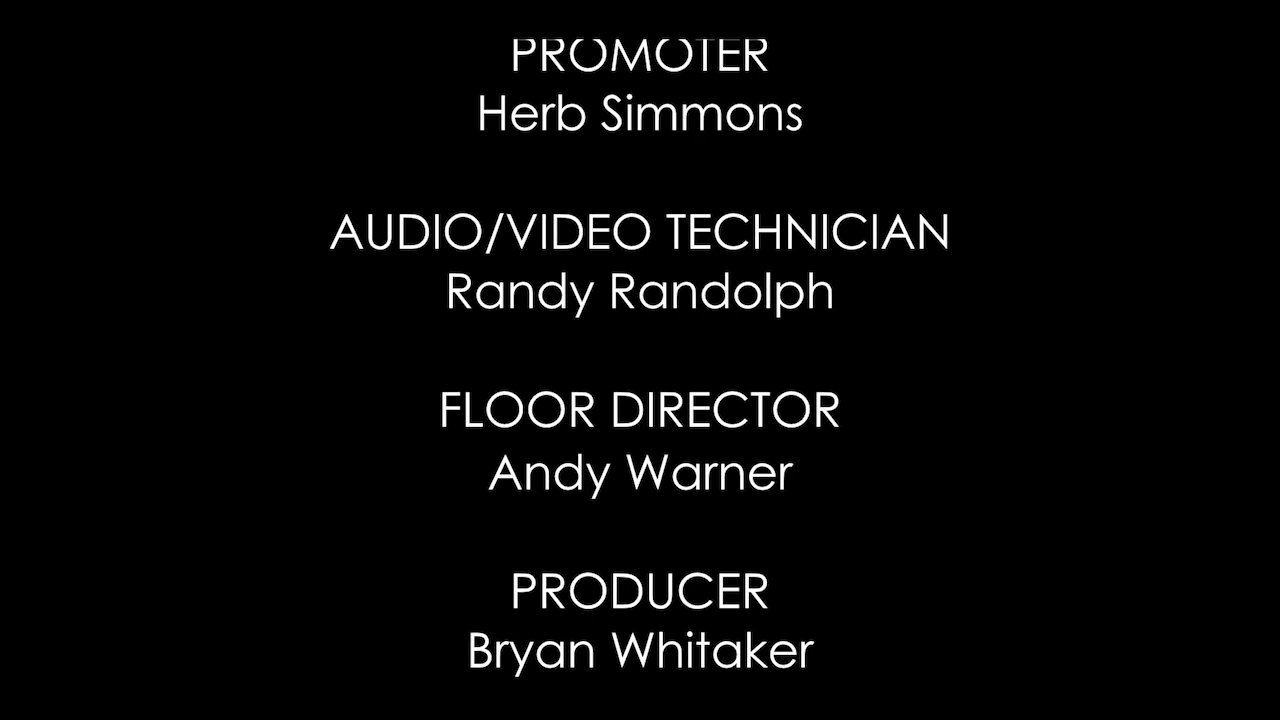 PROMOTER
Herb Simmons
AUDIO/VIDEO TECHNICIAN
Randy Randolph
FLOOR DIRECTOR
Andy Warner
PRODUCER
Bryan Whitaker